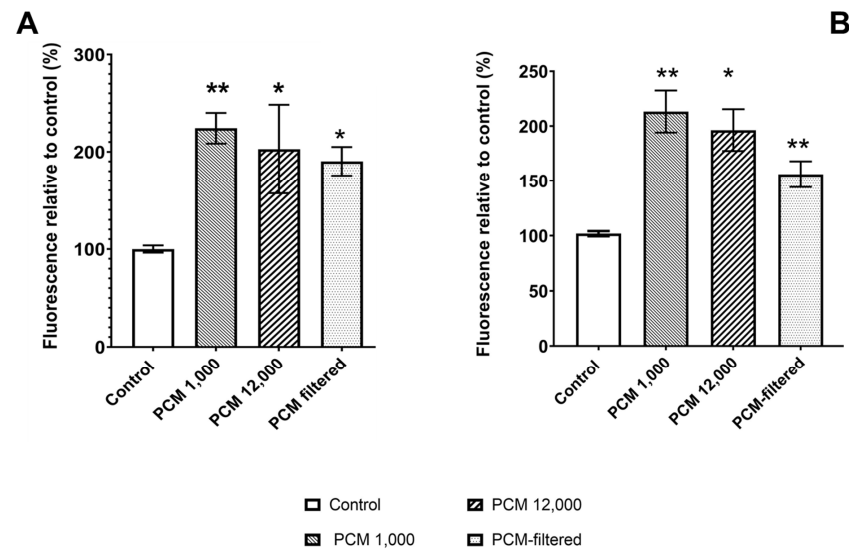 A
B
Fluorescence relative to control (%)
300
200
100
0
**
*
*
Control
PCM 1,000
PCM 12,000
PCM filtered
Fluorescence relative to control (%)
250
200
150
100
50
0
**
*
**
Control
PCM 1,000
PCM 12,000
PCM-filtered
Control
PCM 12,000
PCM 1,000
PCM-filtered